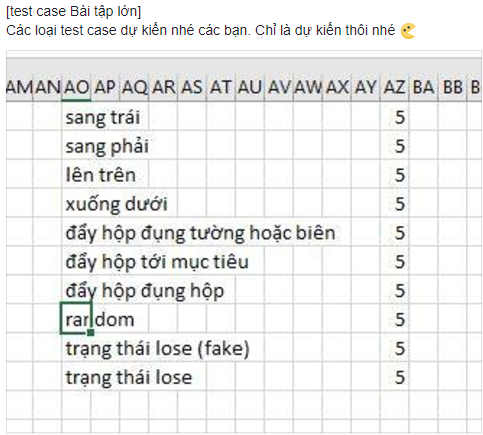 [test case Bài tập lớn]
Các loại test case dự kiến nhé các bạn. Chỉ là dự kiến thôi nhé
AM AN AO AP AQ AR AS AT AU AV AW AX AY AZ BA BB B
sang trái 5
sang phải 5
lên trên 5
xuống dưới 5
đẩy hộp đụng tường hoặc biên 5
đẩy hộp tới mục tiêu 5
đẩy hộp đụng hộp 5
random 5
trạng thái lose (fake) 5
trạng thái lose 5